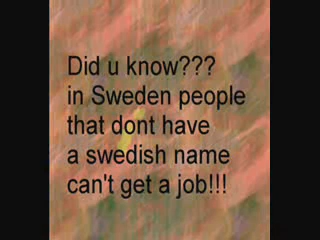 Did u know???
in Sweden people
that dont have
a swedish name
can't get a job!!!